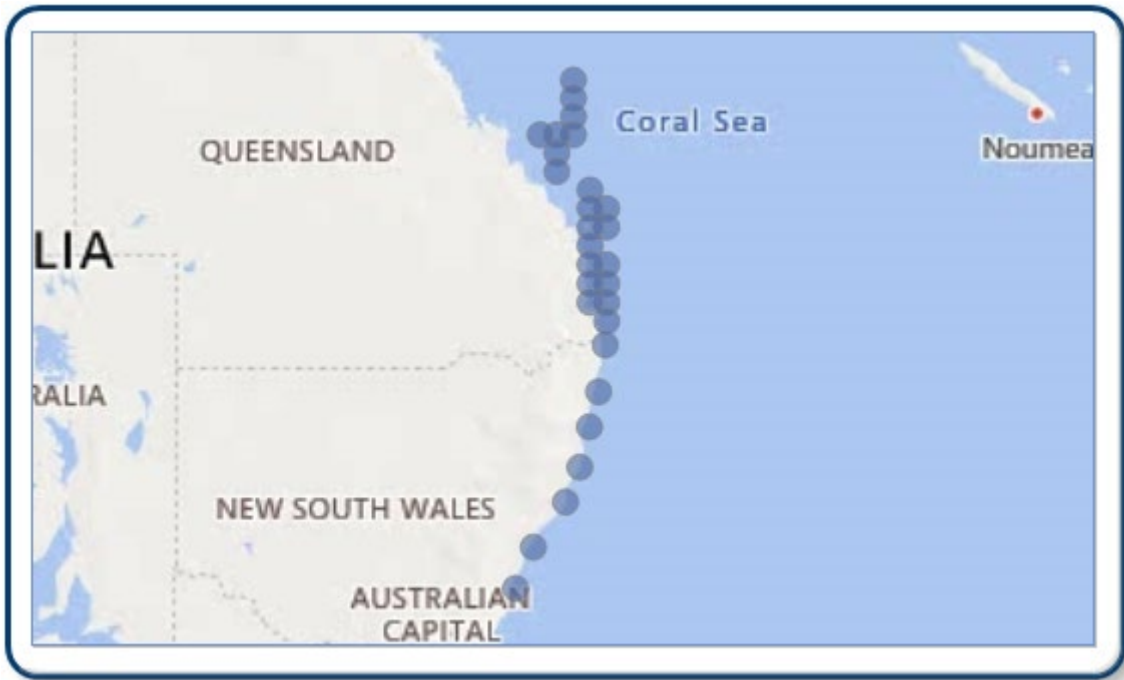 Coral Sea
QUEENSLAND
Noumea
LIA
RALIA
NEW SOUTH WALES
AUSTRALIAN
CAPITAL